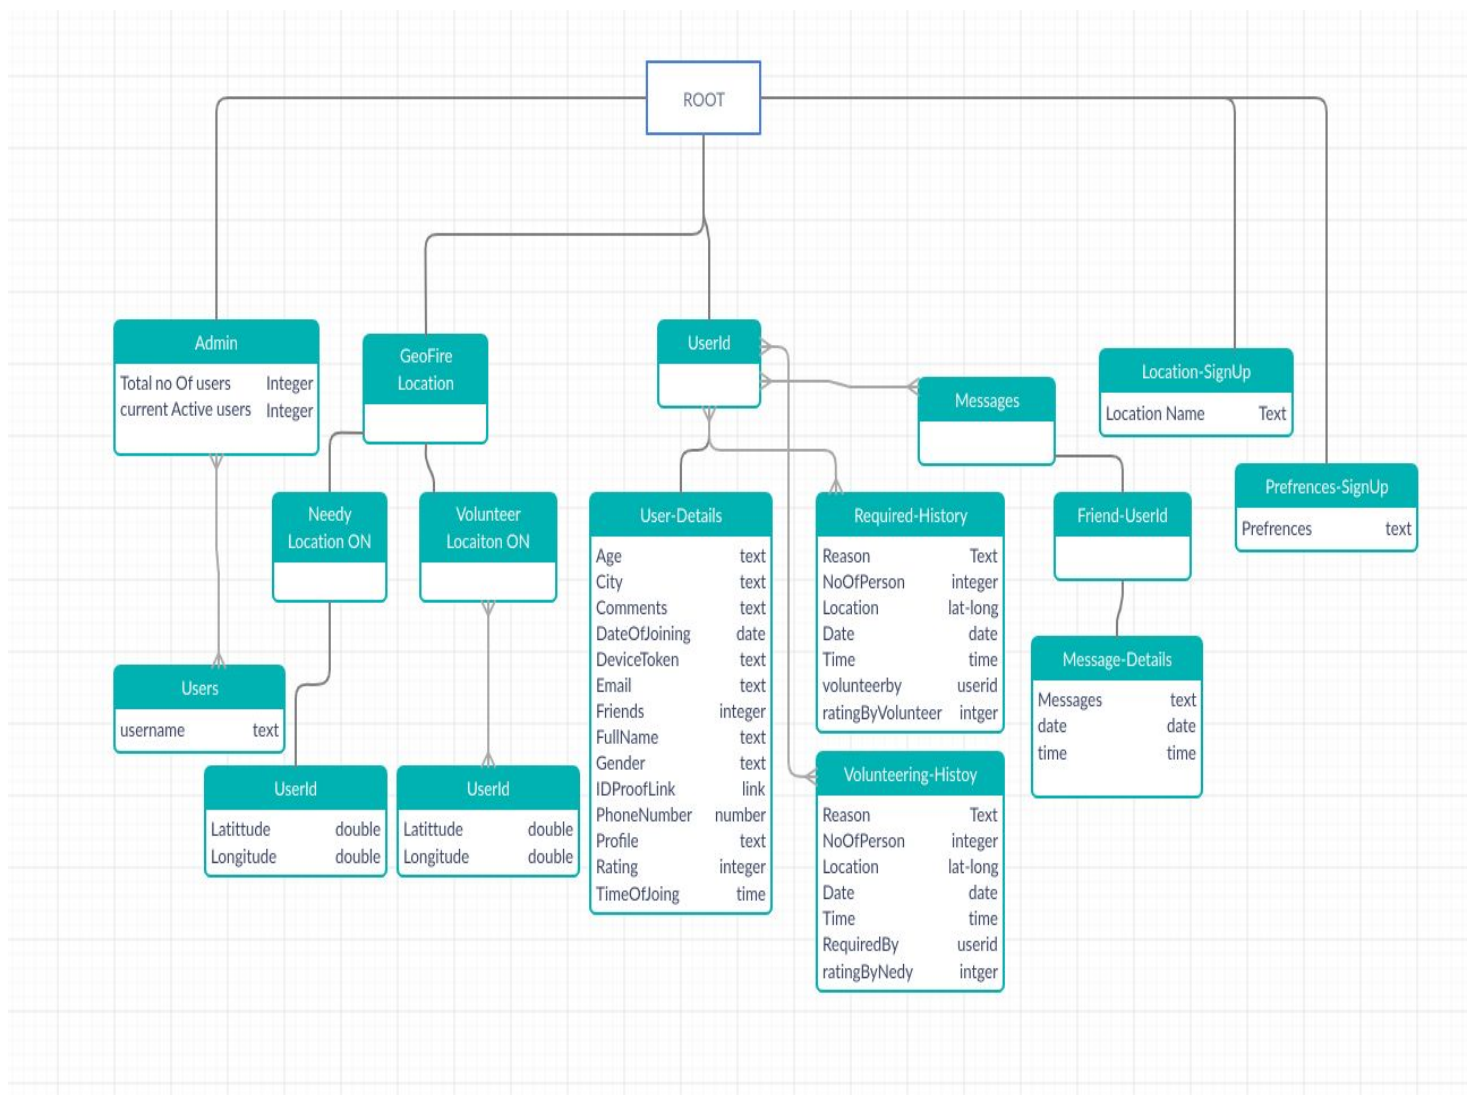 ROOT
Admin
Total no Of users Integer
current Active users Integer
GeoFire
Location
UserId
Messages
Location-SignUp
Location Name Text
Prefrences-SignUp
Prefrences text
Needy
Location ON
Volunteer
Locaiton ON
User-Details
Age text
City text
Comments text
DateOfJoining date
DeviceToken text
Email text
Friends integer
FullName text
Gender text
IDProofLink link
PhoneNumber number
Profile text
Rating integer
TimeOfJoing time
Required-History
Reason Text
NoOfPerson integer
Location lat-long
Date date
Time time
volunteerby userid
ratingByVolunteer intger
Friend-UserId
Message-Details
Messages text
date date
time time
Users
username text
UserId
Latittude double
Longitude double
UserId
Latittude double
Longitude double
Volunteering-Histoy
Reason Text
NoOfPerson integer
Location lat-long
Date date
Time time
RequiredBy userid
ratingByNedy intger